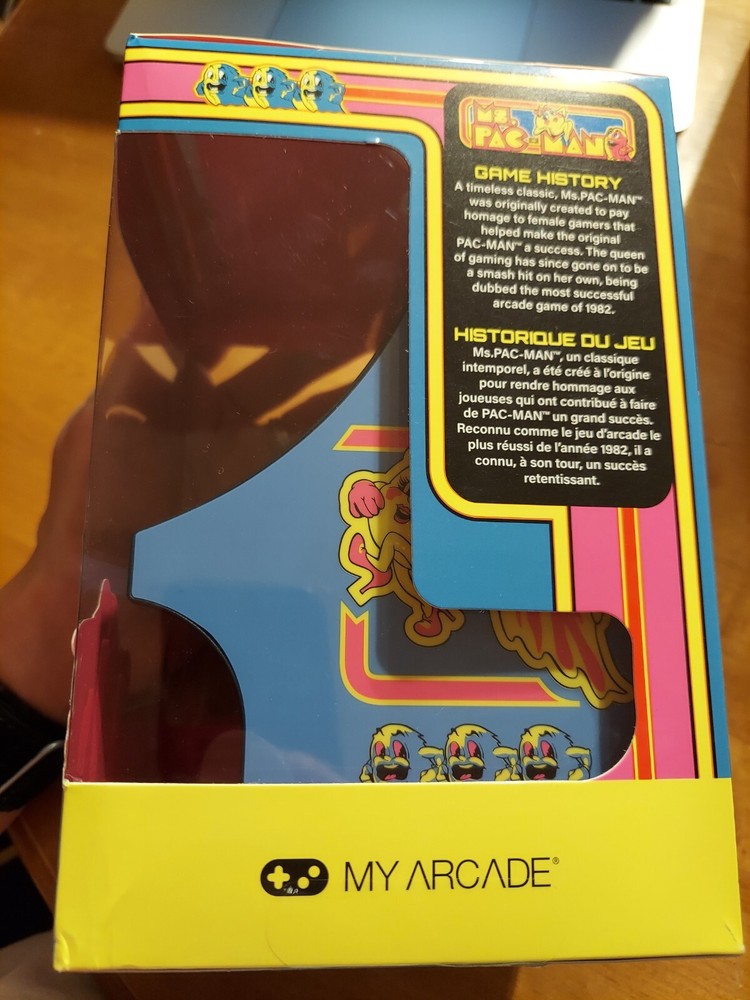 MS.
PAC-MAN
GAME HISTORY
A timeless classic, Ms.PAC-MAN™
was originally created to pay
homage to female gamers that
helped make the original
PAC-MAN™ a success. The queen
of gaming has since gone on to be
a smash hit on her own, being
dubbed the most successful
arcade game of 1982.
HISTORIQUE DU JEU
Ms.PAC-MAN™, un classique
intemporel, a été créé à l'origine
pour rendre hommage aux
joueuses qui ont contribué à faire
de PAC-MAN™ un grand succès.
Reconnu comme le jeu d'arcade le
plus réussi de l'année 1982, il a
connu, à son tour, un succès
retentissant.
MY ARCADE®